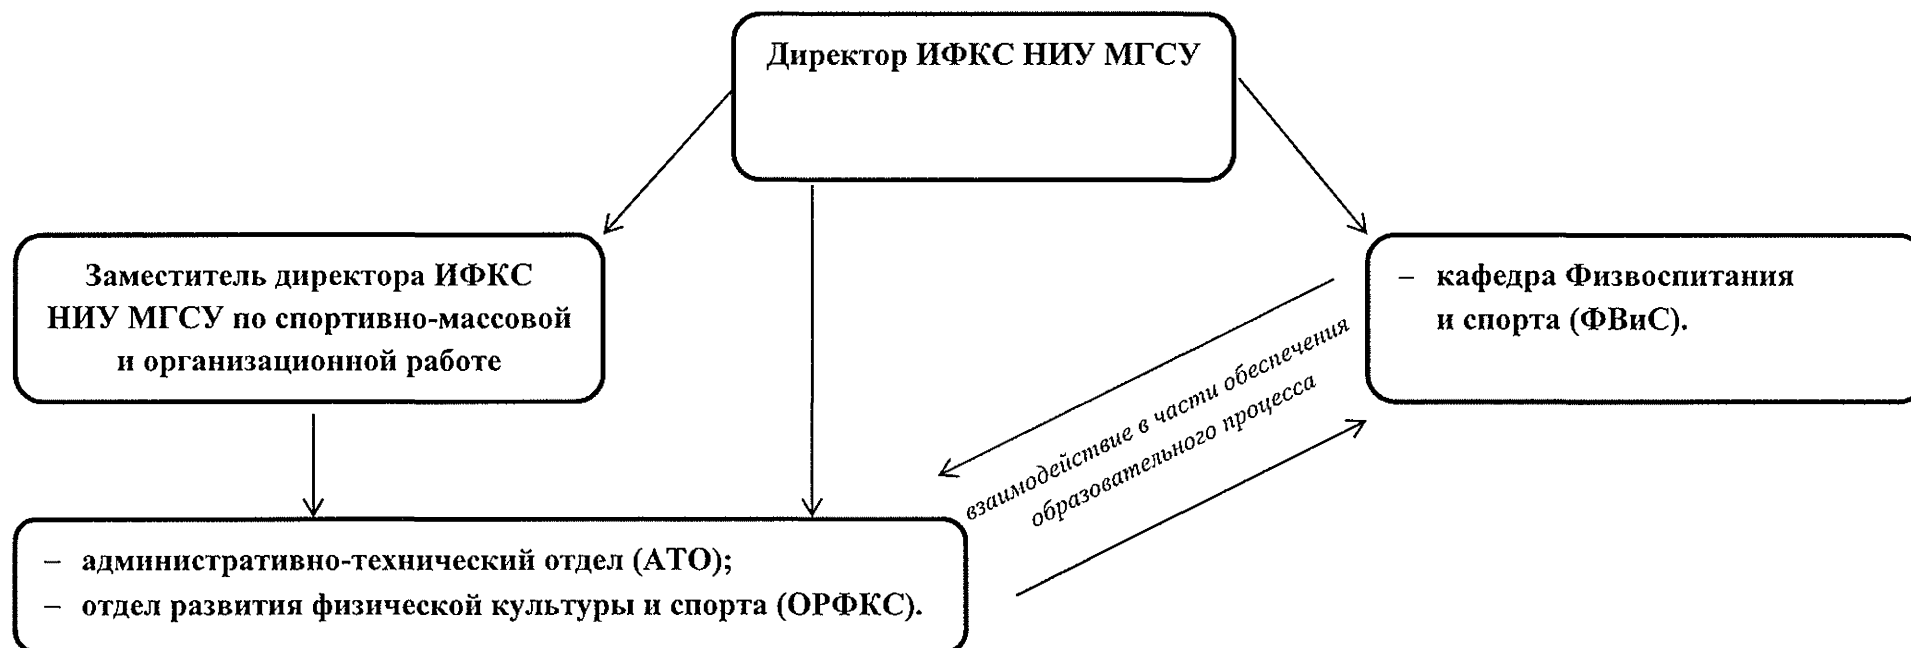 Директор ИФКС НИУ МГСУ
Заместитель директора ИФКС
НИУ МГСУ по спортивно-массовой
и организационной работе
– кафедра Физвоспитания
и спорта (ФВиС).
взаимодействие в части обеспечения
образовательного процесса
– административно-технический отдел (АТО);
– отдел развития физической культуры и спорта (ОРФКС).